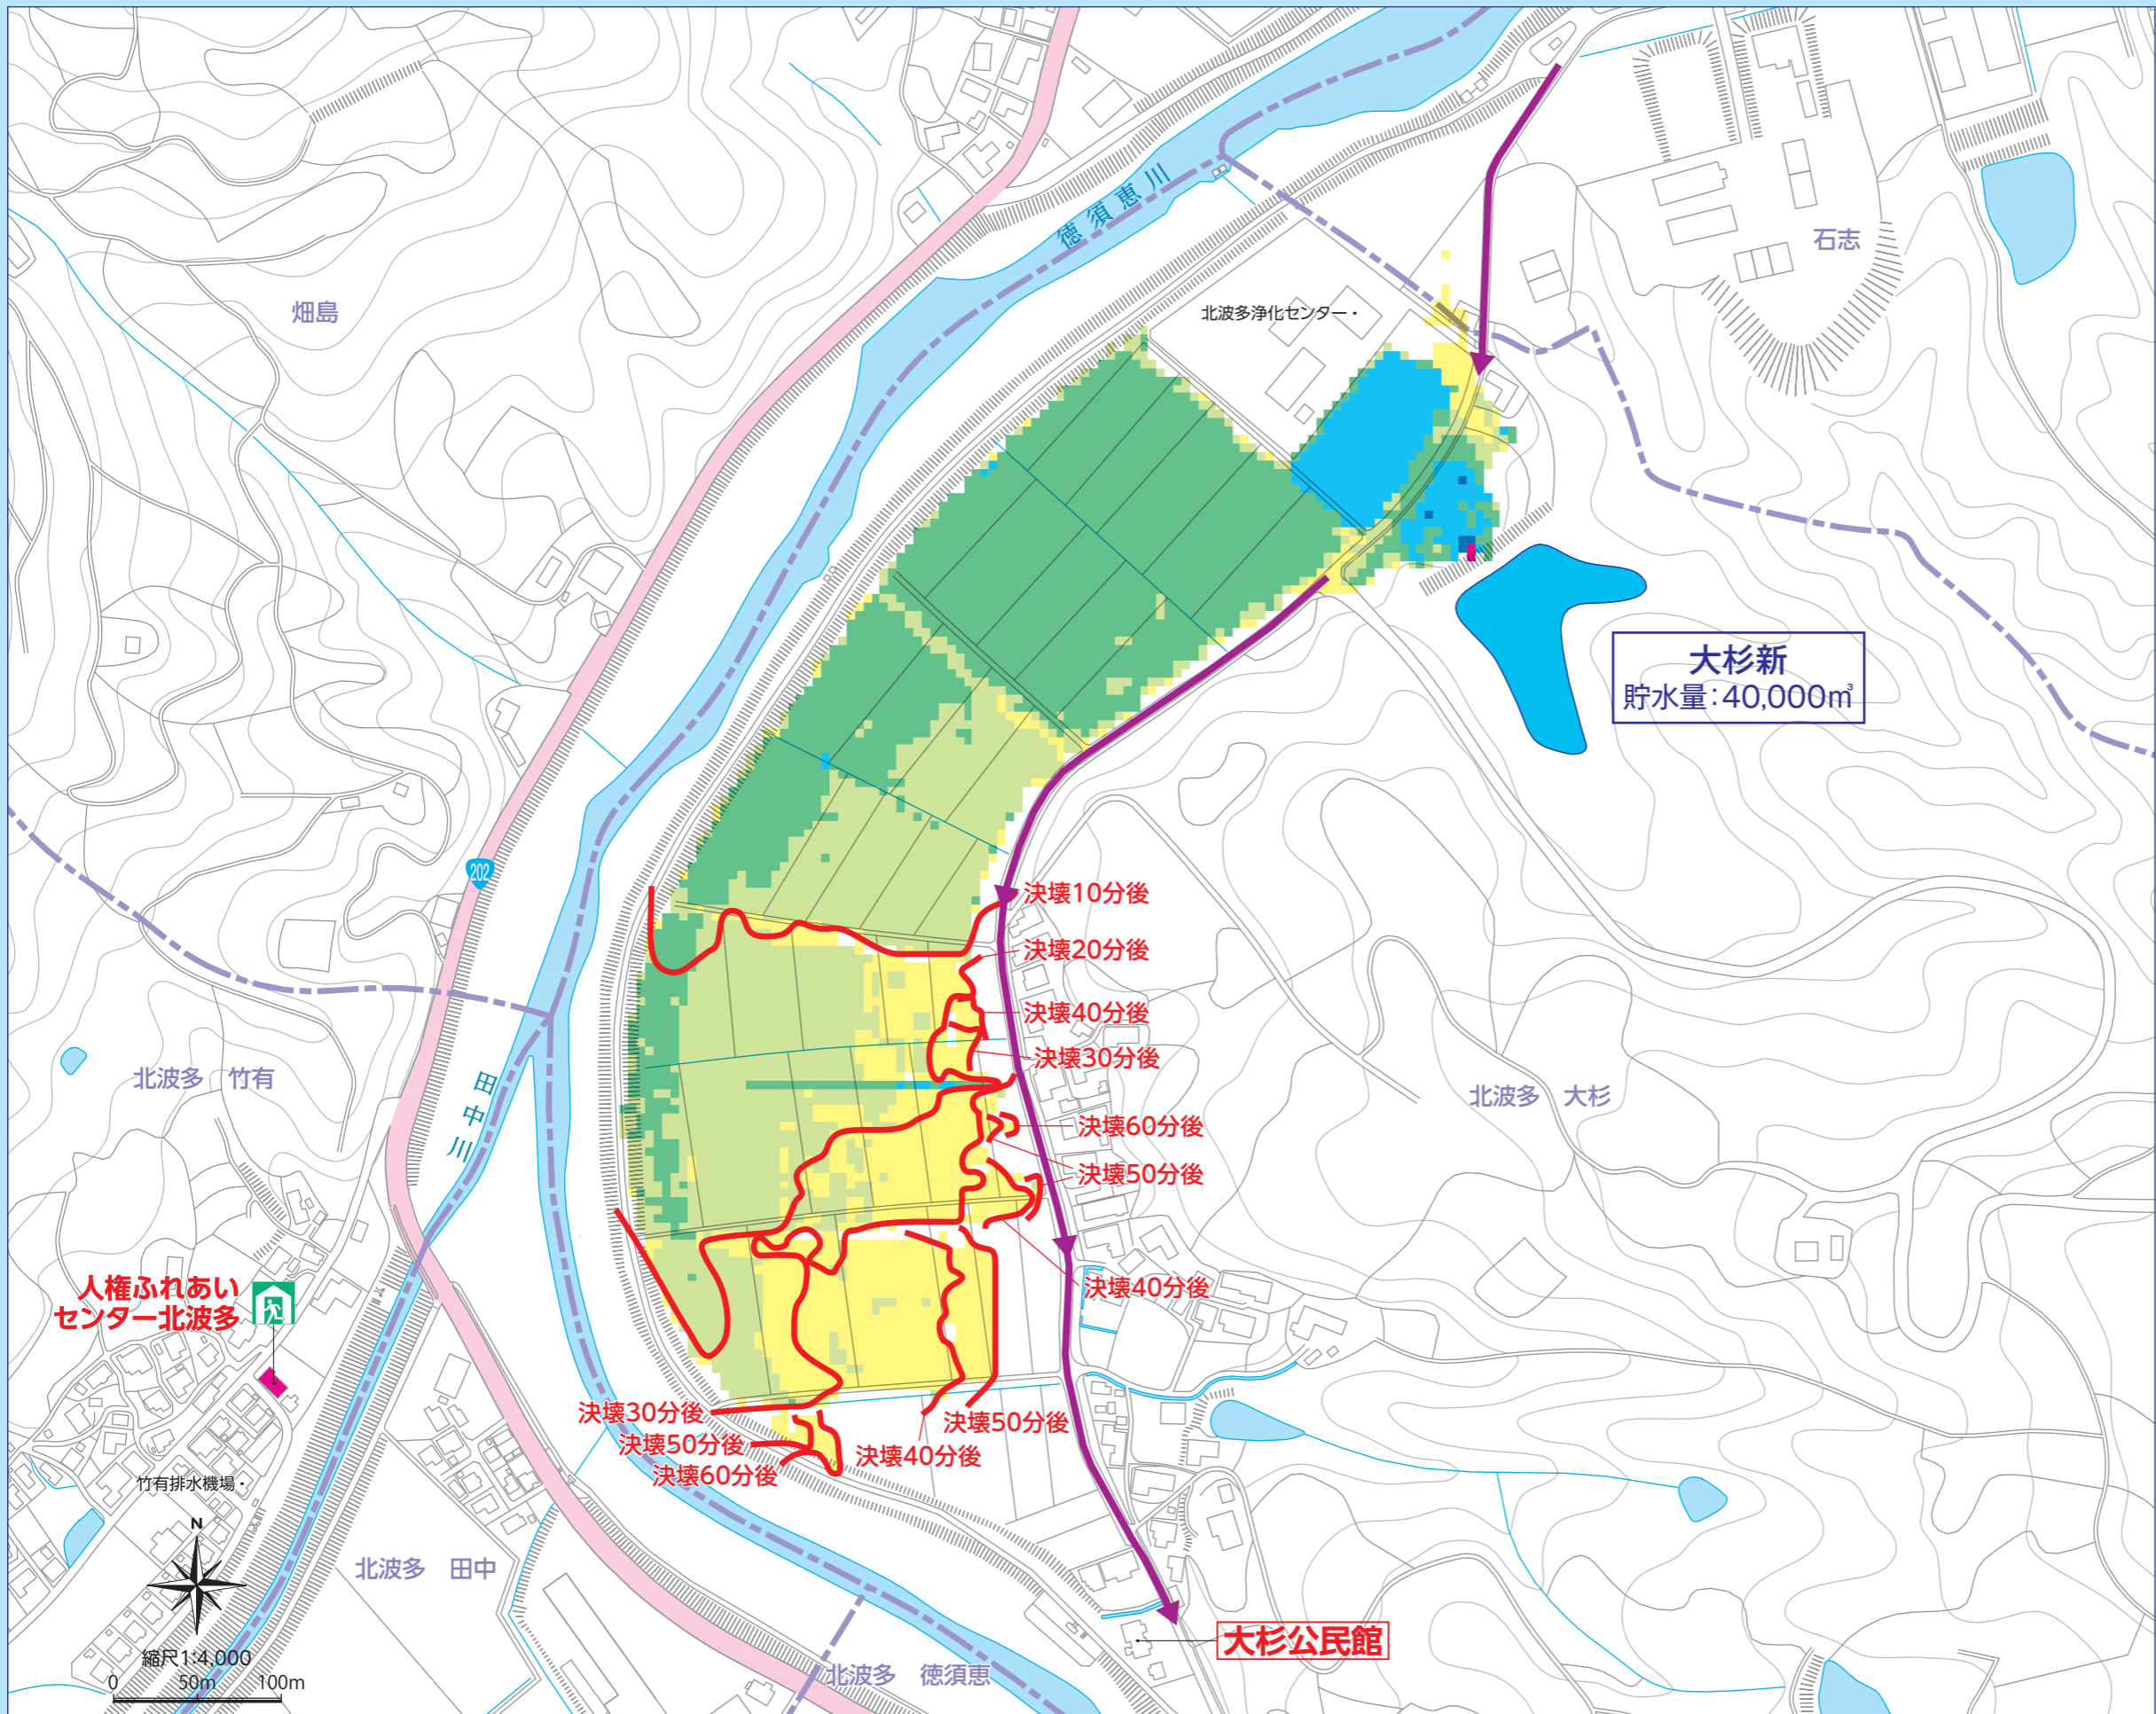 徳須恵川
石志
畑島
北波多浄化センター
大杉新
貯水量：40,000㎥
202
決壊10分後
決壊20分後
決壊40分後
決壊30分後
北波多　竹有
田中川
北波多　大杉
決壊60分後
決壊50分後
決壊40分後
人権ふれあい
センター北波多
決壊30分後
決壊50分後
決壊50分後
決壊40分後
決壊60分後
竹有排水機場
N
北波多　田中
縮尺1:4,000
0　50m　100m
大杉公民館
北波多　徳須恵